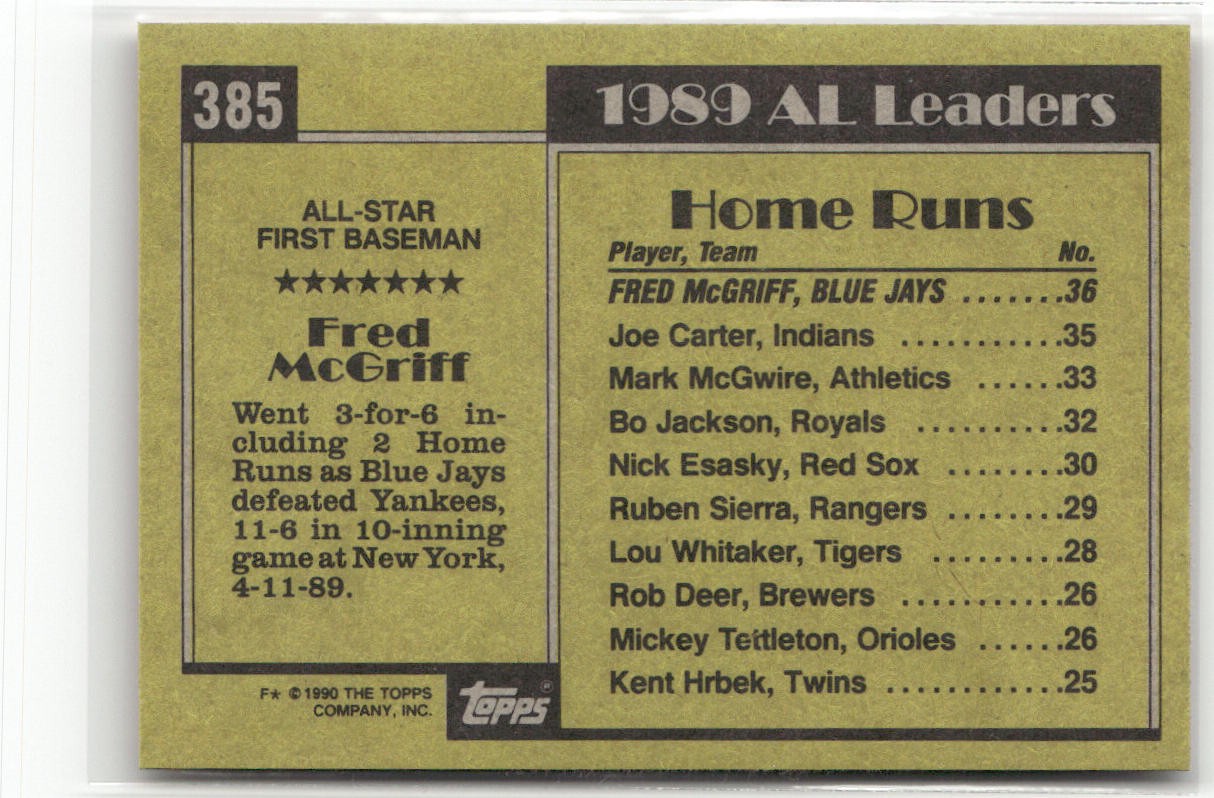 385
ALL-STAR
FIRST BASEMAN
★★★★★★★
Fred
McGriff
Went 3-for-6 in-
cluding 2 Home
Runs as Blue Jays
defeated Yankees,
11-6 in 10-inning
game at New York,
4-11-89.
F★ ©1990 THE TOPPS
COMPANY, INC.
topps®
1989 AL Leaders
Home Runs
Player, Team No.
FRED McGRIFF, BLUE JAYS .......36
Joe Carter, Indians ...........35
Mark McGwire, Athletics ......33
Bo Jackson, Royals ..........32
Nick Esasky, Red Sox ........30
Ruben Sierra, Rangers ........29
Lou Whitaker, Tigers .........28
Rob Deer, Brewers ...........26
Mickey Tettleton, Orioles ......26
Kent Hrbek, Twins ............25